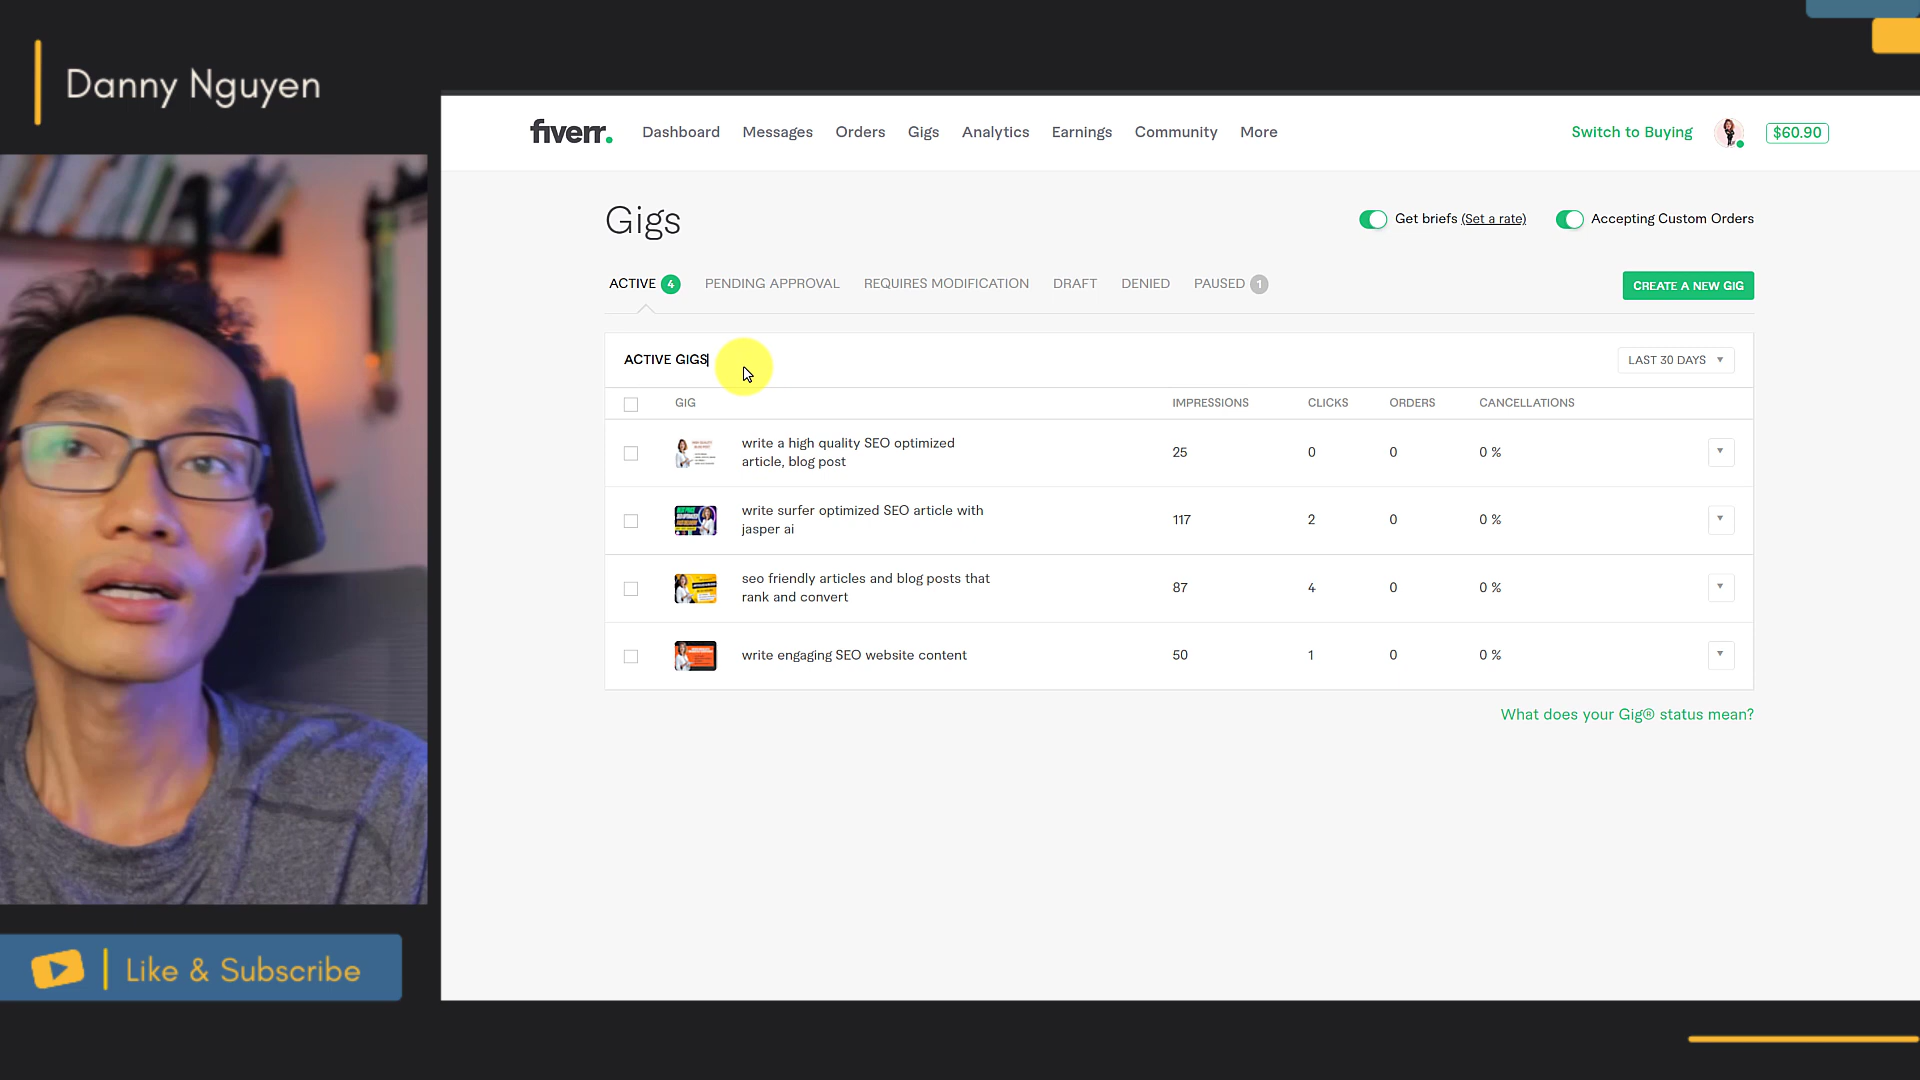 Danny Nguyen
fiverr.
Dashboard
Messages
Orders
Gigs
Analytics
Earnings
Community
More
Switch to Buying
$60.90
Gigs
Get briefs (Set a rate)
Accepting Custom Orders
ACTIVE 4
PENDING APPROVAL
REQUIRES MODIFICATION
DRAFT
DENIED
PAUSED 1
CREATE A NEW GIG
ACTIVE GIGS
LAST 30 DAYS
GIG
IMPRESSIONS
CLICKS
ORDERS
CANCELLATIONS
write a high quality SEO optimized
article, blog post
25
0
0
0 %
write surfer optimized SEO article with
jasper ai
117
2
0
0 %
seo friendly articles and blog posts that
rank and convert
87
4
0
0 %
write engaging SEO website content
50
1
0
0 %
What does your Gig® status mean?
Like & Subscribe